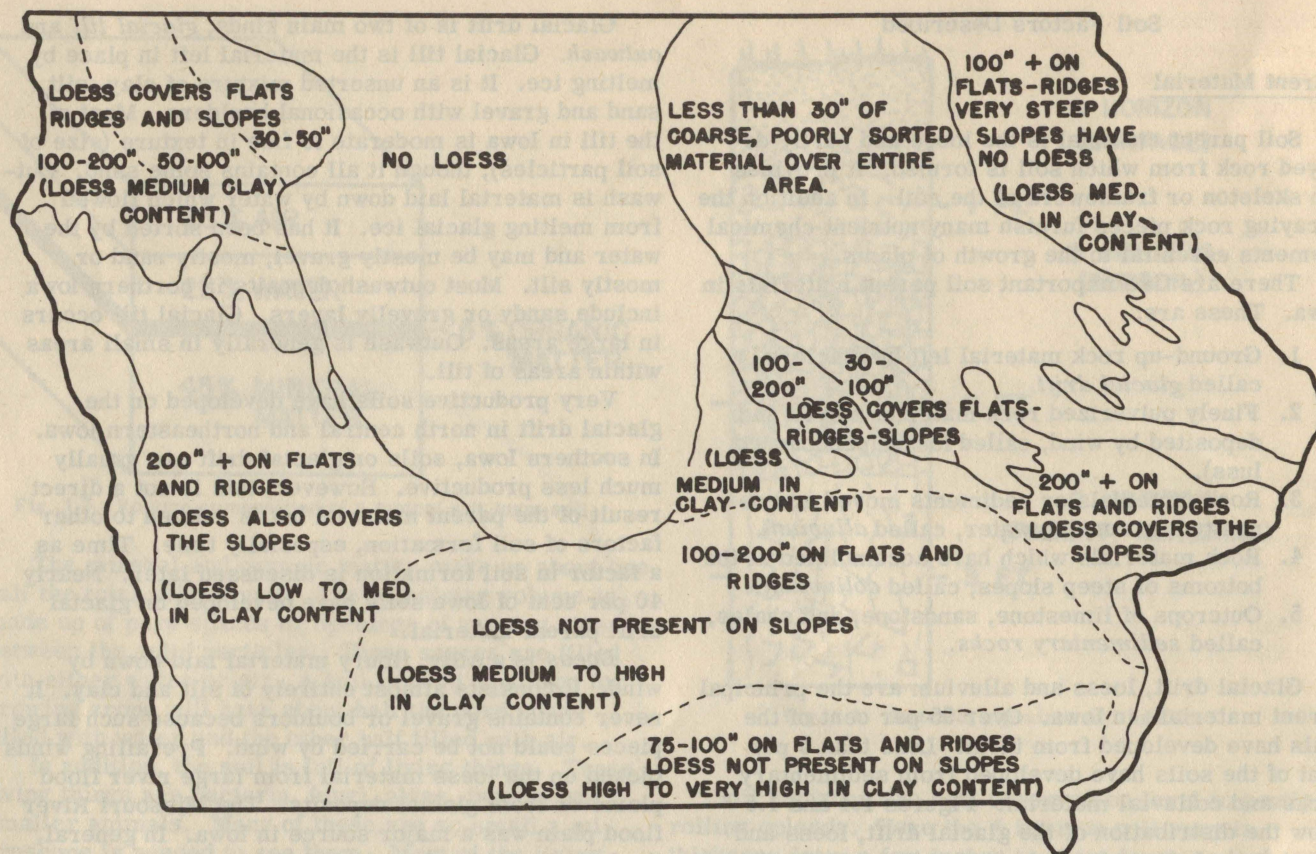 LOESS COVERS FLATS
RIDGES AND SLOPES
30-50"
100-200" 50-100"
(LOESS MEDIUM CLAY
CONTENT)
NO LOESS
LESS THAN 30" OF
COARSE, POORLY SORTED
MATERIAL OVER ENTIRE
AREA.
100" + ON
FLATS-RIDGES
VERY STEEP
SLOPES HAVE
NO LOESS
(LOESS MED.
IN CLAY
CONTENT)
100- 30-
200" 100"
LOESS COVERS FLATS-
RIDGES-SLOPES
(LOESS
MEDIUM IN
CLAY CONTENT)
200" + ON
FLATS AND RIDGES
LOESS COVERS THE
SLOPES
200" + ON FLATS
AND RIDGES
LOESS ALSO COVERS
THE SLOPES
(LOESS LOW TO MED.
IN CLAY CONTENT
100-200" ON FLATS AND
RIDGES
LOESS NOT PRESENT ON SLOPES
(LOESS MEDIUM TO HIGH
IN CLAY CONTENT)
75-100" ON FLATS AND RIDGES
LOESS NOT PRESENT ON SLOPES
(LOESS HIGH TO VERY HIGH IN CLAY CONTENT)